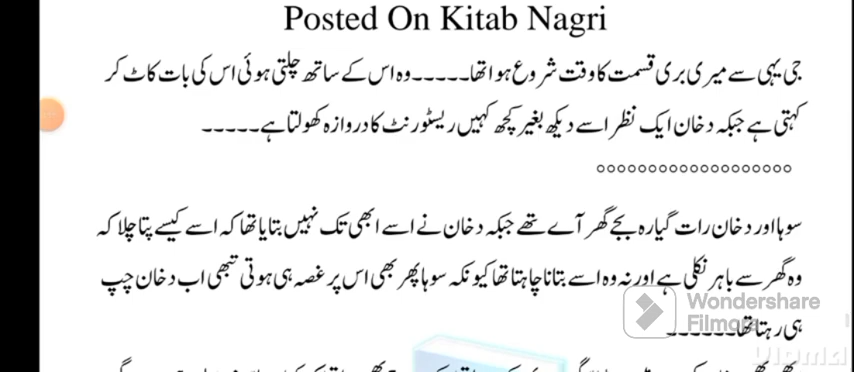 Posted On Kitab Nagri
جی یہی سے میری بری قسمت کا وقت شروع ہوا تھا۔۔۔۔۔ وہ اس کے ساتھ چلتی ہوئی اس کی بات کاٹ کر
کہتی ہے جبکہ دخان ایک نظر اسے دیکھ بغیر کچھ کہیں ریسٹورنٹ کا دروازہ کھولتا ہے۔۔۔۔۔
○○○○○○○○○○○○○○○○○○○
سوہا اور دخان رات گیارہ بجے گھر آے تھے جبکہ دخان نے اسے ابھی تک نہیں بتایا تھا کہ اسے کیسے پتا چلا کہ
وہ گھر سے باہر نکلی ہے اور نہ وہ اسے بتانا چاہتا تھا کیونکہ سوہا پھر بھی اس پر غصہ ہی ہوتی تبھی اب دخان چپ
ہی رہتا تھا۔۔۔۔۔۔
Wondershare
Filmora